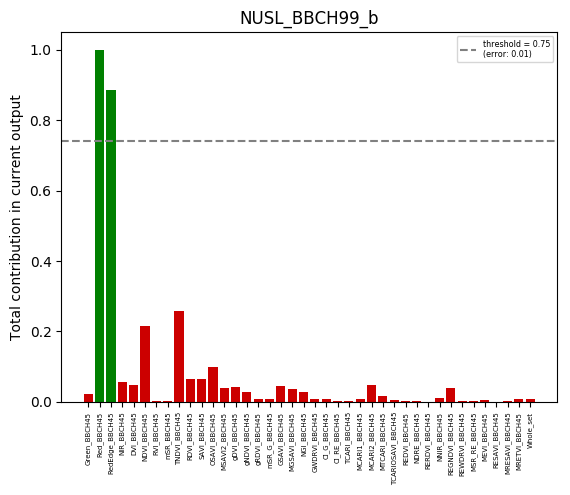 NUSL_BBCH99_b
threshold = 0.75
(error: 0.01)
Total contribution in current output
1.0
0.8
0.6
0.4
0.2
0.0
Green_BBCH45
Red_BBCH45
RedEdge_BBCH45
NIR_BBCH45
DVI_BBCH45
NDVI_BBCH45
RVI_BBCH45
mSR_BBCH45
TNDVI_BBCH45
RDVI_BBCH45
SAVI_BBCH45
OSAVI_BBCH45
MSAVI2_BBCH45
gDVI_BBCH45
gNDVI_BBCH45
gRDVI_BBCH45
mSR_G_BBCH45
GSAVI_BBCH45
MGSAVI_BBCH45
NGI_BBCH45
GWDRVI_BBCH45
CI_G_BBCH45
CI_RE_BBCH45
TCARI_BBCH45
MCARI1_BBCH45
MCARI2_BBCH45
MTCARI_BBCH45
TCARIOSAVI_BBCH45
REDVI_BBCH45
NDRE_BBCH45
RERDVI_BBCH45
NNIR_BBCH45
REGNDVI_BBCH45
REWDRVI_BBCH45
MSR_RE_BBCH45
MEVI_BBCH45
RESAVI_BBCH45
MRESAVI_BBCH45
MRETVI_BBCH45
Whole_set